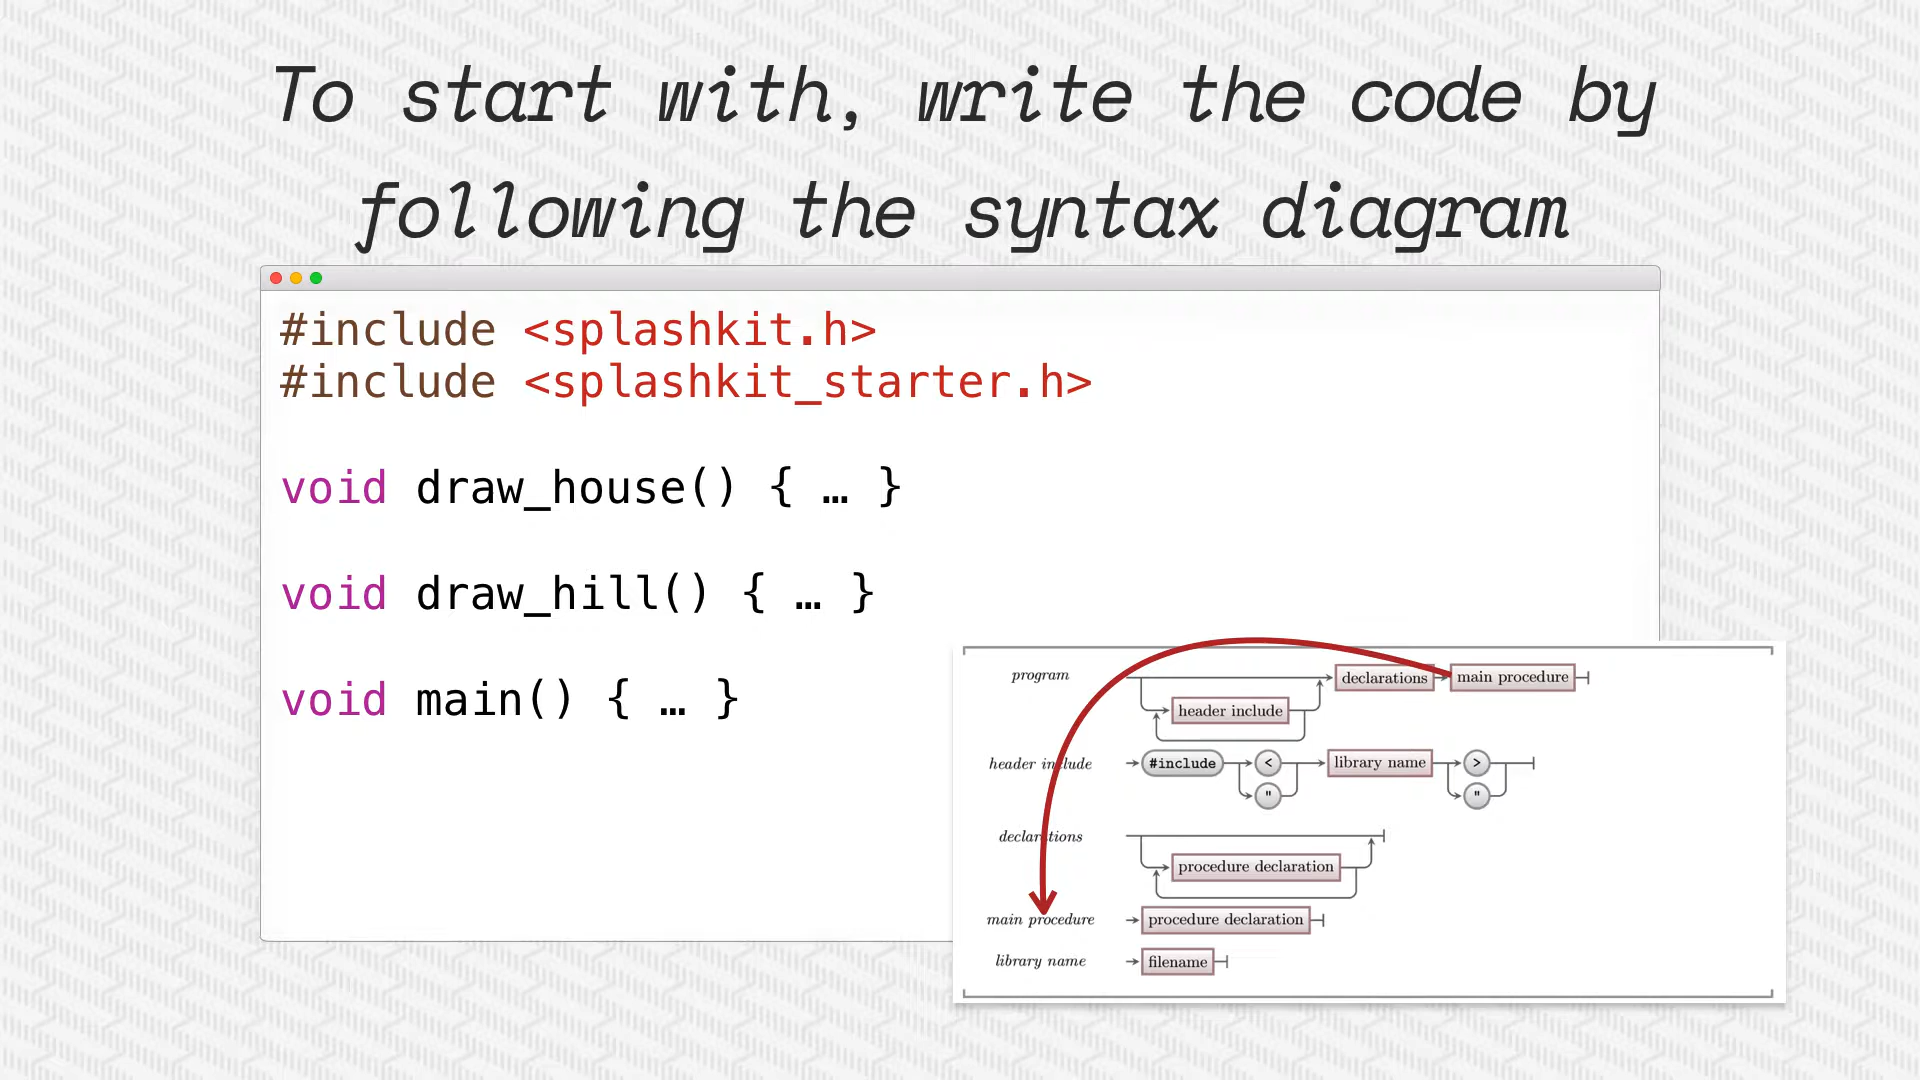 To start with, write the code by
following the syntax diagram
#include <splashkit.h>
#include <splashkit_starter.h>
void draw_house() { … }
void draw_hill() { … }
void main() { … }
program
declarations
main procedure
header include
header include
#include
<
library name
>
"
"
declarations
procedure declaration
main procedure
procedure declaration
library name
filename